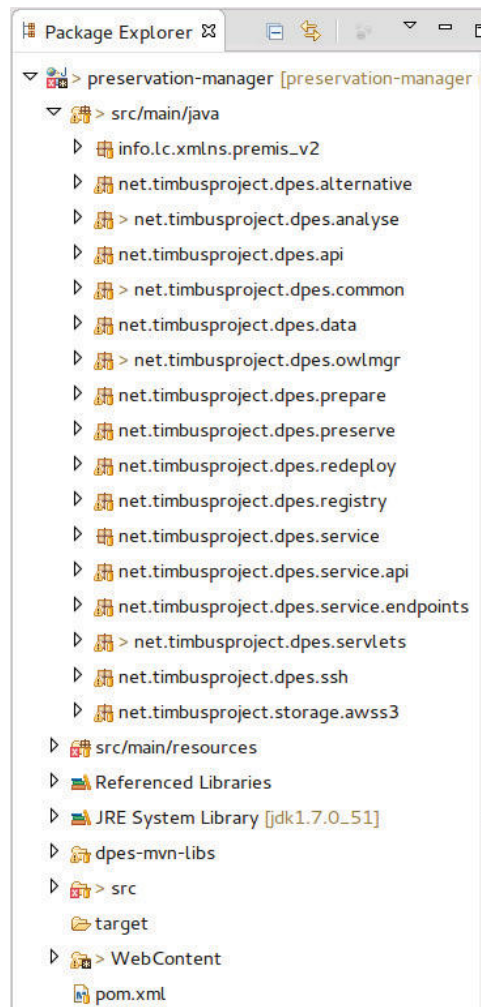 Package Explorer
> preservation-manager [preservation-manager
> src/main/java
info.lc.xmlns.premis_v2
net.timbusproject.dpes.alternative
> net.timbusproject.dpes.analyse
net.timbusproject.dpes.api
> net.timbusproject.dpes.common
net.timbusproject.dpes.data
> net.timbusproject.dpes.owlmgr
net.timbusproject.dpes.prepare
net.timbusproject.dpes.preserve
net.timbusproject.dpes.redeploy
net.timbusproject.dpes.registry
net.timbusproject.dpes.service
net.timbusproject.dpes.service.api
net.timbusproject.dpes.service.endpoints
> net.timbusproject.dpes.servlets
net.timbusproject.dpes.ssh
net.timbusproject.storage.awss3
src/main/resources
Referenced Libraries
JRE System Library [jdk1.7.0_51]
dpes-mvn-libs
> src
target
> WebContent
pom.xml